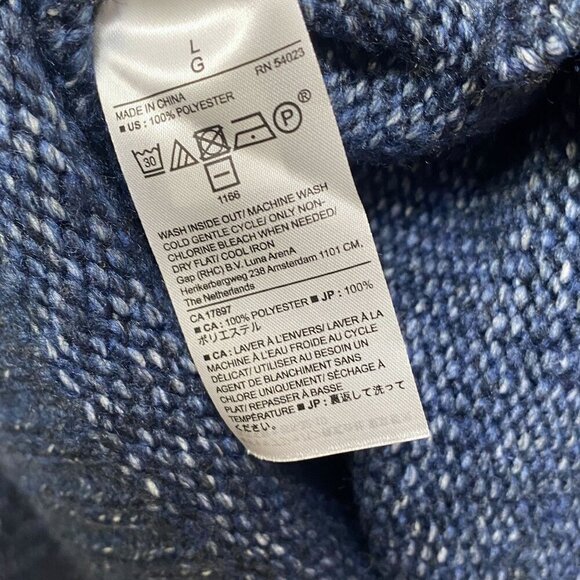 L
G
RN 54023
MADE IN CHINA
■ US : 100% POLYESTER
30 P ®
1166
WASH INSIDE OUT/ MACHINE WASH
COLD GENTLE CYCLE/ ONLY NON-
CHLORINE BLEACH WHEN NEEDED/
DRY FLAT/ COOL IRON
Gap (RHC) B.V. Luna ArenA
Herikerbergweg 238 Amsterdam 1101 CM,
The Netherlands
CA 17897
■ CA : 100% POLYESTER ■ JP : 100%
ポリエステル
■ CA : LAVER À L'ENVERS/ LAVER À LA
MACHINE À L'EAU FROIDE AU CYCLE
DÉLICAT/ UTILISER AU BESOIN UN
AGENT DE BLANCHIMENT SANS
CHLORE UNIQUEMENT/ SÉCHAGE À
PLAT/ REPASSER À BASSE
TEMPÉRATURE ■ JP : 裏返して洗って
ください。